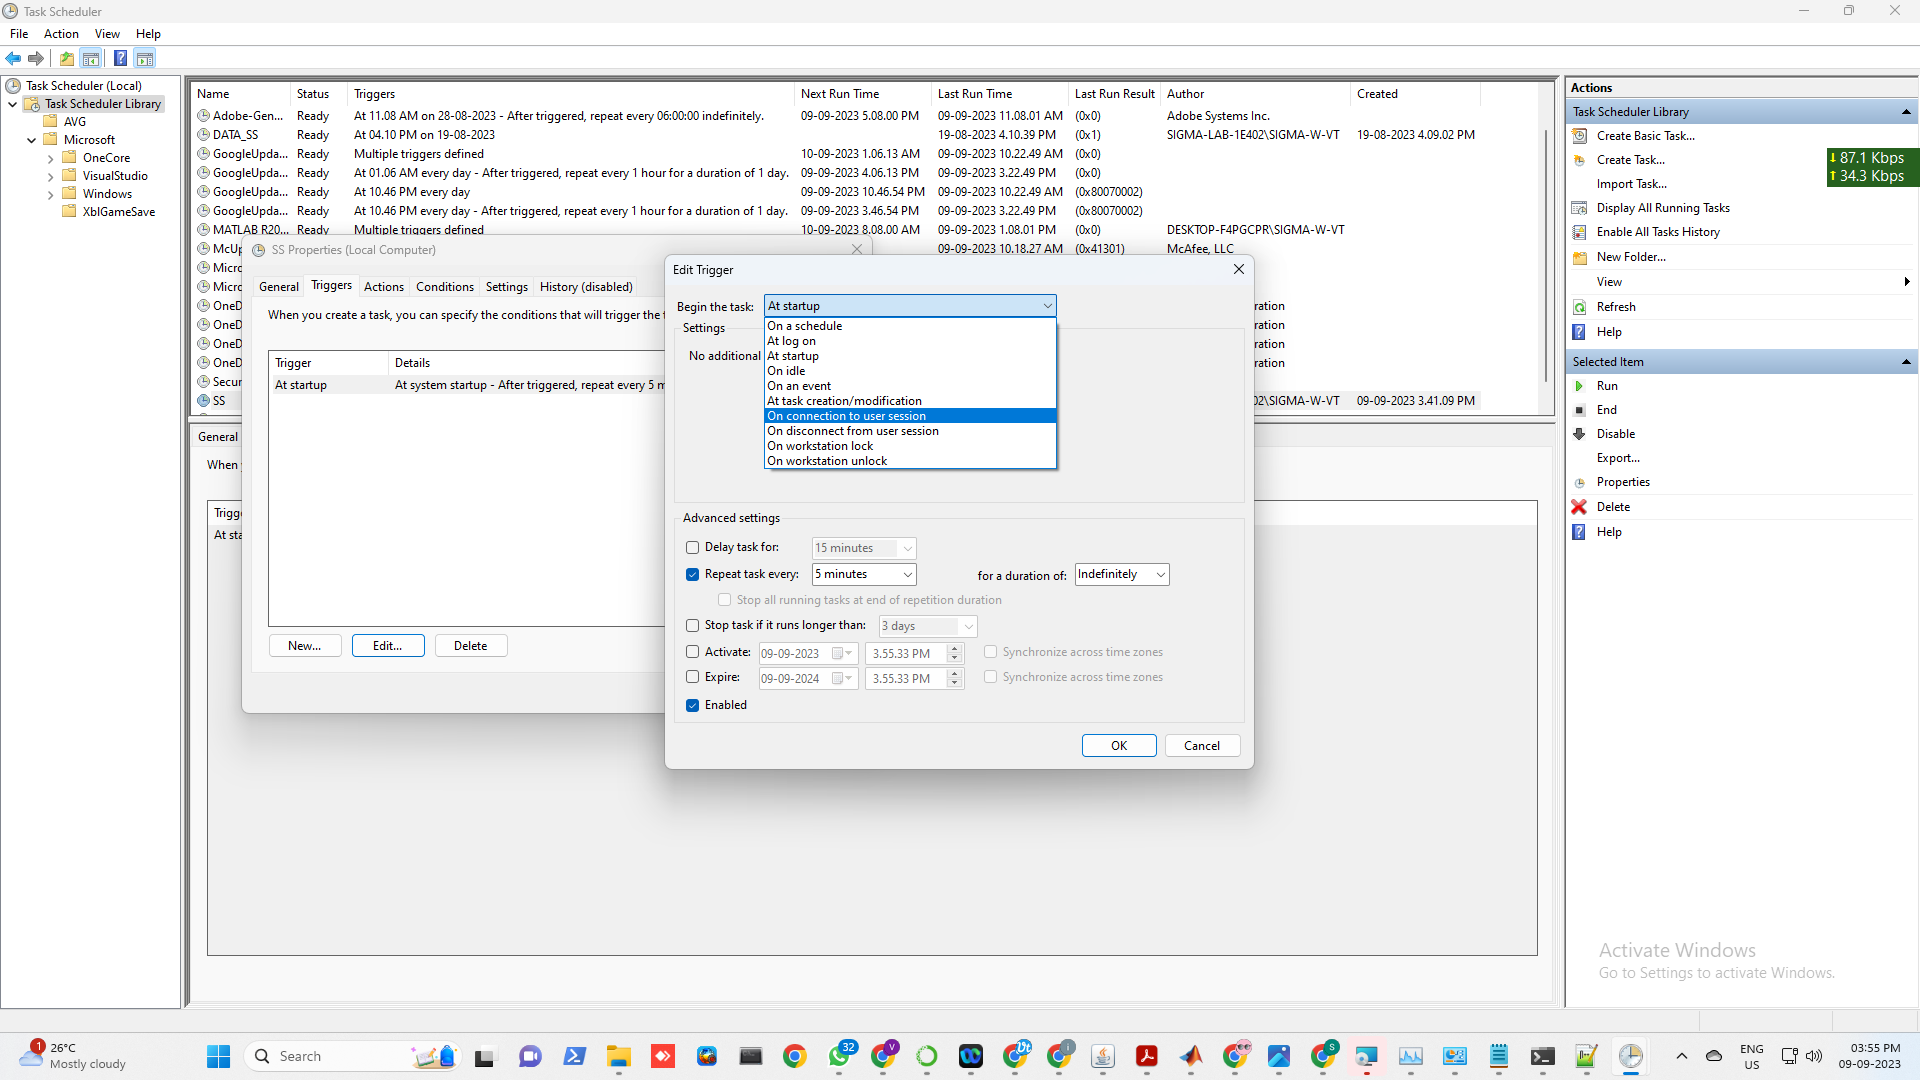 Task Scheduler
File Action View Help
Task Scheduler (Local)
Task Scheduler Library
AVG
Microsoft
OneCore
VisualStudio
Windows
XblGameSave
Name Status Triggers Next Run Time Last Run Time Last Run Result Author Created
Adobe-Gen... Ready At 11.08 AM on 28-08-2023 - After triggered, repeat every 06:00:00 indefinitely. 09-09-2023 5.08.00 PM 09-09-2023 11.08.01 AM (0x0) Adobe Systems Inc.
DATA_SS Ready At 04.10 PM on 19-08-2023 19-08-2023 4.10.39 PM (0x1) SIGMA-LAB-1E402\SIGMA-W-VT 19-08-2023 4.09.02 PM
GoogleUpda... Ready Multiple triggers defined 10-09-2023 1.06.13 AM 09-09-2023 10.22.49 AM (0x0)
GoogleUpda... Ready At 01.06 AM every day - After triggered, repeat every 1 hour for a duration of 1 day. 09-09-2023 4.06.13 PM 09-09-2023 3.22.49 PM (0x0)
GoogleUpda... Ready At 10.46 PM every day 09-09-2023 10.46.54 PM 09-09-2023 10.22.49 AM (0x80070002)
GoogleUpda... Ready At 10.46 PM every day - After triggered, repeat every 1 hour for a duration of 1 day. 09-09-2023 3.46.54 PM 09-09-2023 3.22.49 PM (0x80070002)
MATLAB R20... Ready Multiple triggers defined 10-09-2023 8.08.00 AM 09-09-2023 1.08.01 PM (0x0) DESKTOP-F4PGCPR\SIGMA-W-VT
McUp 09-09-2023 10.18.27 AM (0x41301) McAfee, LLC
Micro
Micro
OneD ration
OneD ration
OneD ration
OneD ration
Secur
SS 02\SIGMA-W-VT 09-09-2023 3.41.09 PM
General
When
Trigg
At sta
SS Properties (Local Computer)
General Triggers Actions Conditions Settings History (disabled)
When you create a task, you can specify the conditions that will trigger the
Trigger Details
At startup At system startup - After triggered, repeat every 5 m
New... Edit... Delete
Edit Trigger
Begin the task: At startup
Settings
No additional
On a schedule
At log on
At startup
On idle
On an event
At task creation/modification
On connection to user session
On disconnect from user session
On workstation lock
On workstation unlock
Advanced settings
Delay task for: 15 minutes
Repeat task every: 5 minutes for a duration of: Indefinitely
Stop all running tasks at end of repetition duration
Stop task if it runs longer than: 3 days
Activate: 09-09-2023 3.55.33 PM Synchronize across time zones
Expire: 09-09-2024 3.55.33 PM Synchronize across time zones
Enabled
OK Cancel
Actions
Task Scheduler Library
Create Basic Task...
Create Task...
Import Task...
Display All Running Tasks
Enable All Tasks History
New Folder...
View
Refresh
Help
Selected Item
Run
End
Disable
Export...
Properties
Delete
Help
87.1 Kbps
34.3 Kbps
Activate Windows
Go to Settings to activate Windows.
1
26°C
Mostly cloudy
Search
32
V
Vt
i
S
ENG
US
03:55 PM
09-09-2023